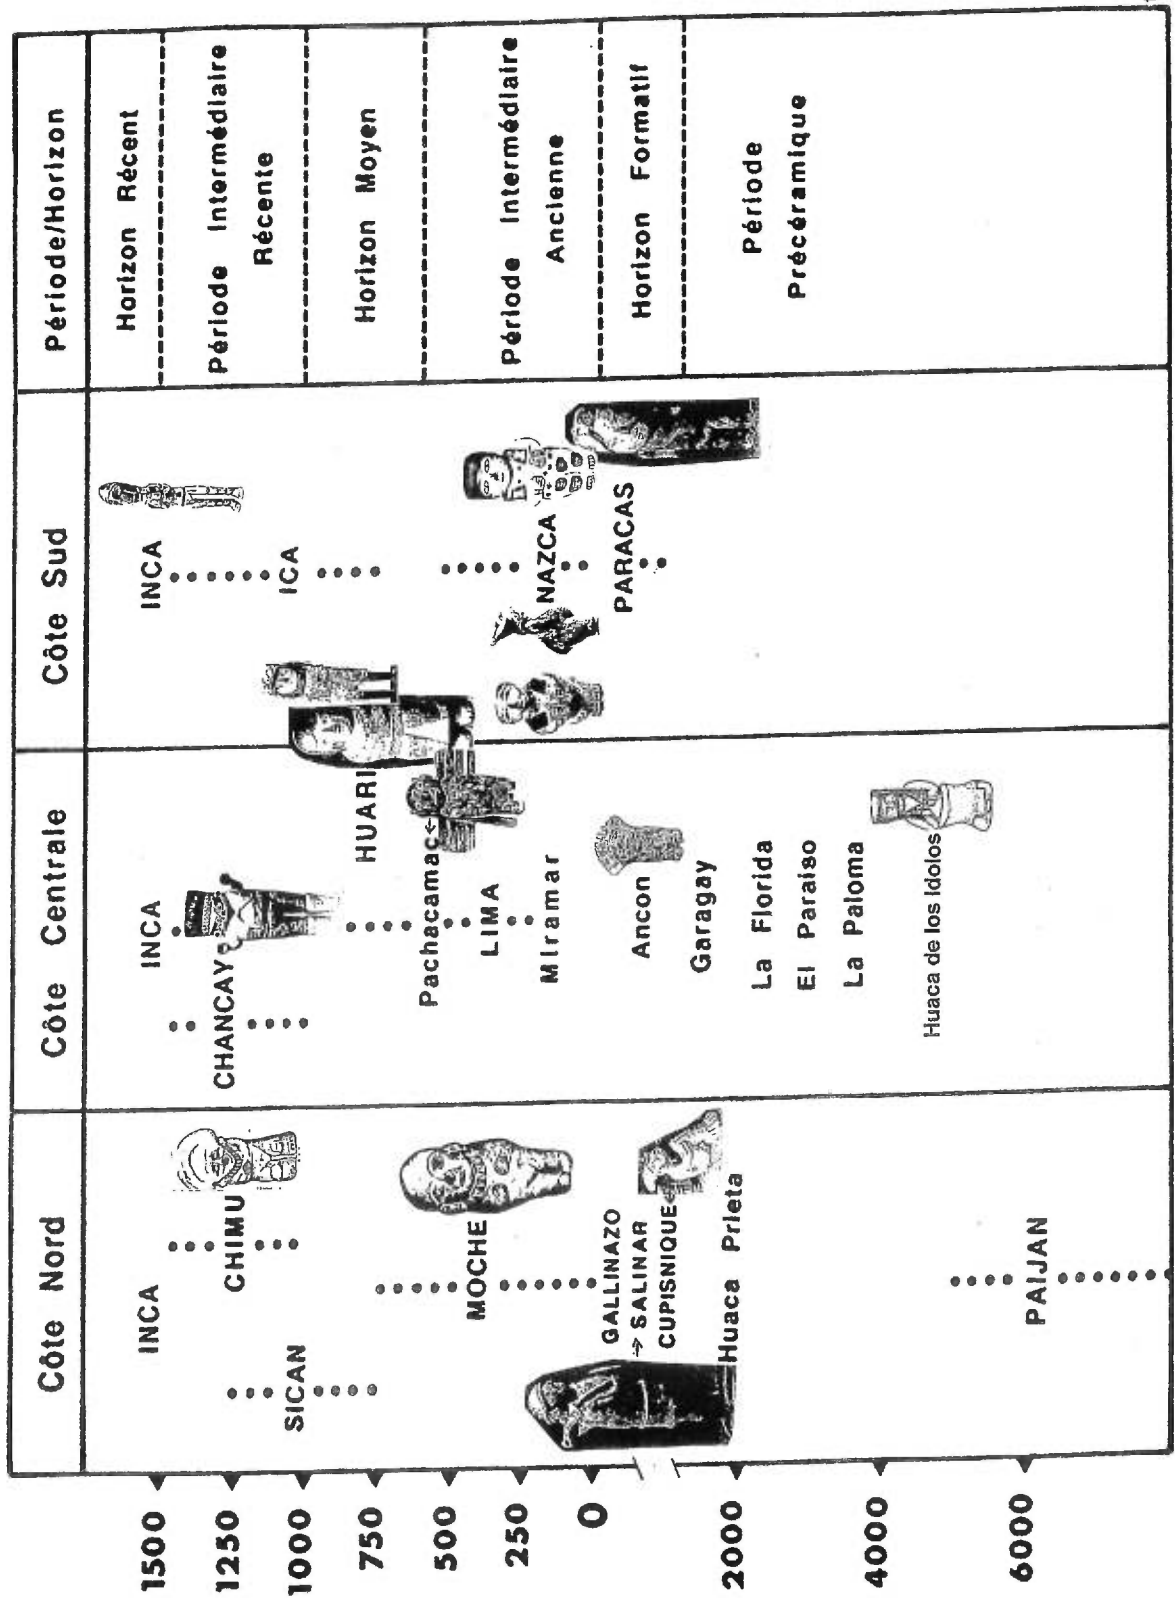 Côte Nord
Côte Centrale
Côte Sud
Période/Horizon
1500
INCA
INCA
INCA
Horizon Récent
1250
CHIMU
CHANCAY
Période Intermédiaire
Récente
1000
SICAN
ICA
750
HUARI
Horizon Moyen
500
MOCHE
Pachacamac←
LIMA
250
Miramar
NAZCA
Période Intermédiaire
Ancienne
0
GALLINAZO
→ SALINAR
CUPISNIQUE
Ancon
PARACAS
Horizon Formatif
Garagay
2000
Huaca Prieta
La Florida
El Paraiso
La Paloma
Période
Précéramique
4000
Huaca de los Idolos
6000
PAIJAN